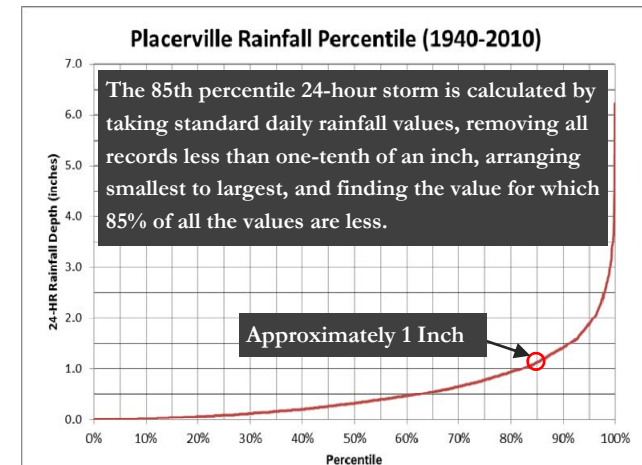 Placerville Rainfall Percentile (1940-2010)
7.0
The 85th percentile 24-hour storm is calculated by
taking standard daily rainfall values, removing all
records less than one-tenth of an inch, arranging
smallest to largest, and finding the value for which
85% of all the values are less.
6.0
5.0
4.0
3.0
2.0
1.0
0.0
24-HR Rainfall Depth (inches)
Approximately 1 Inch
0% 10% 20% 30% 40% 50% 60% 70% 80% 90% 100%
Percentile